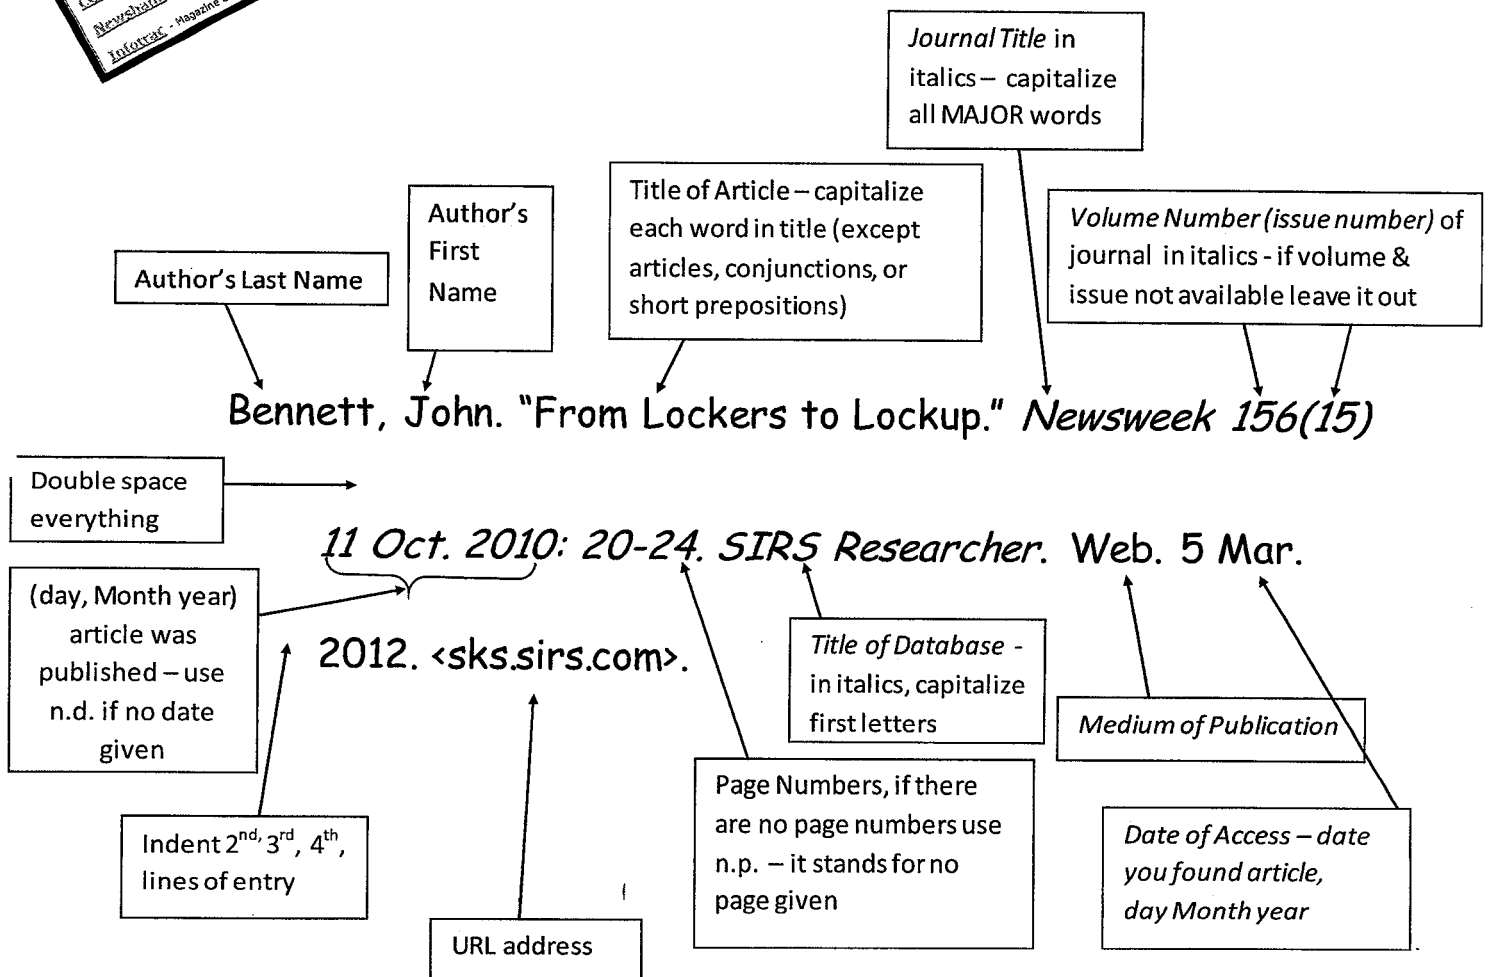 Newsban
Infotrac - Magazine
Journal Title in
italics – capitalize
all MAJOR words
Title of Article – capitalize
each word in title (except
articles, conjunctions, or
short prepositions)
Author's
First
Name
Volume Number (issue number) of
journal in italics - if volume &
issue not available leave it out
Author's Last Name
Bennett, John. "From Lockers to Lockup." Newsweek 156(15)
Double space
everything
11 Oct. 2010: 20-24. SIRS Researcher. Web. 5 Mar.
(day, Month year)
article was
published – use
n.d. if no date
given
2012. <sks.sirs.com>.
Title of Database -
in italics, capitalize
first letters
Medium of Publication
Page Numbers, if there
are no page numbers use
n.p. – it stands for no
page given
Date of Access – date
you found article,
day Month year
Indent 2nd, 3rd, 4th,
lines of entry
URL address